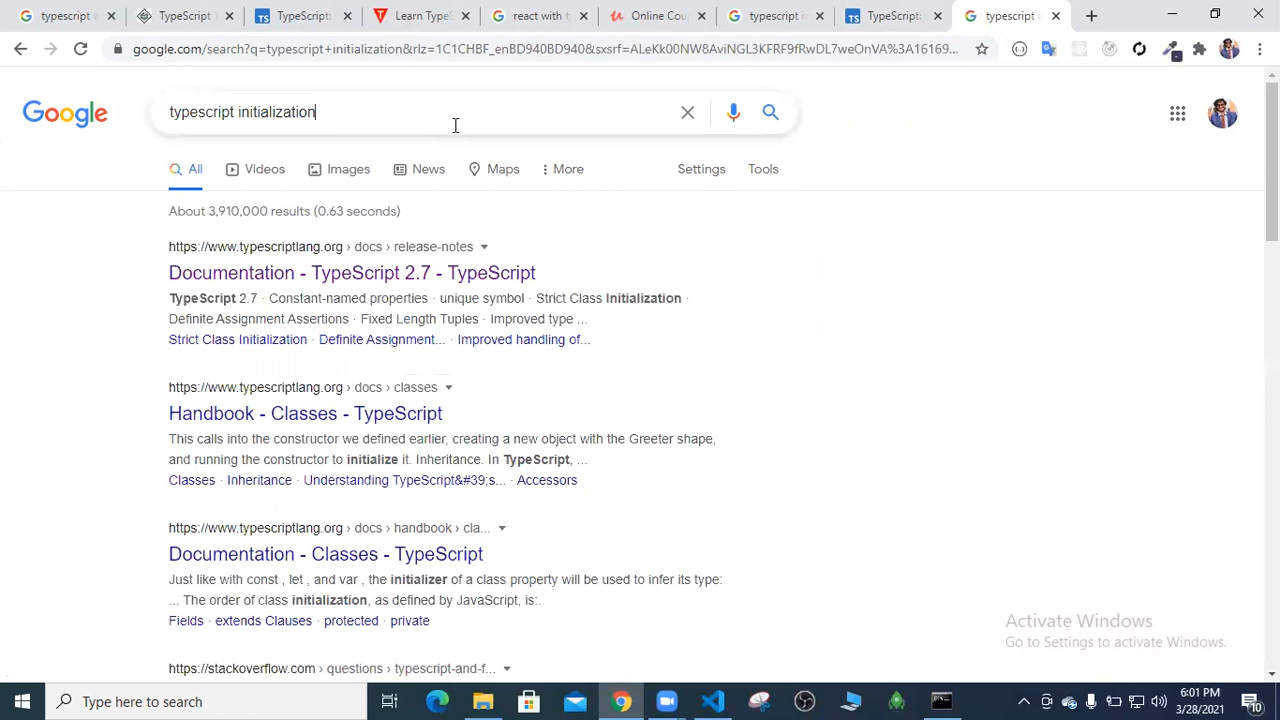 typescript w
TypeScript T
TypeScript:
Learn TypeS
react with ty
Online Cou
typescript in
TypeScript:
typescript in
google.com/search?q=typescript+initialization&rlz=1C1CHBF_enBD940BD940&sxsrf=ALeKk00NW8AviNGL3KFRF9fRwDL7weOnVA%3A16169...
Google
typescript initialization
All
Videos
Images
News
Maps
More
Settings
Tools
About 3,910,000 results (0.63 seconds)
https://www.typescriptlang.org › docs › release-notes
Documentation - TypeScript 2.7 - TypeScript
TypeScript 2.7 · Constant-named properties · unique symbol · Strict Class Initialization ·
Definite Assignment Assertions · Fixed Length Tuples · Improved type ...
Strict Class Initialization · Definite Assignment... · Improved handling of...
https://www.typescriptlang.org › docs › classes
Handbook - Classes - TypeScript
This calls into the constructor we defined earlier, creating a new object with the Greeter shape,
and running the constructor to initialize it. Inheritance. In TypeScript, ...
Classes · Inheritance · Understanding TypeScript&#39;s... · Accessors
https://www.typescriptlang.org › docs › handbook › cla...
Documentation - Classes - TypeScript
Just like with const , let , and var , the initializer of a class property will be used to infer its type:
... The order of class initialization, as defined by JavaScript, is:.
Fields · extends Clauses · protected · private
https://stackoverflow.com › questions › typescript-and-f...
Activate Windows
Go to Settings to activate Windows.
Type here to search
6:01 PM
3/28/2021
10